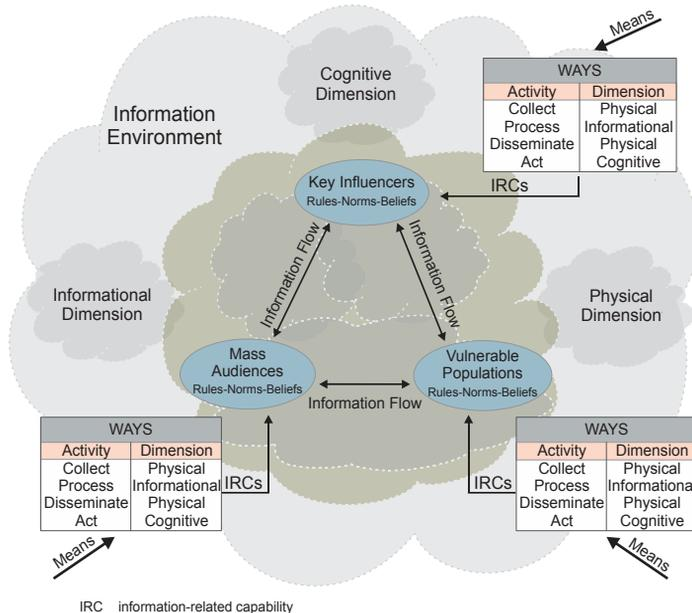 Means
WAYS
Activity Dimension
Collect Physical
Process Informational
Disseminate Physical
Act Cognitive
IRCs
Cognitive
Dimension
Information
Environment
Key Influencers
Rules-Norms-Beliefs
Information Flow
Information Flow
Informational
Dimension
Physical
Dimension
Mass
Audiences
Rules-Norms-Beliefs
Vulnerable
Populations
Rules-Norms-Beliefs
Information Flow
WAYS
Activity Dimension
Collect Physical
Process Informational
Disseminate Physical
Act Cognitive
IRCs
Means
WAYS
Activity Dimension
Collect Physical
Process Informationa
Disseminate Physical
Act Cognitive
IRCs
Means
IRC information-related capability